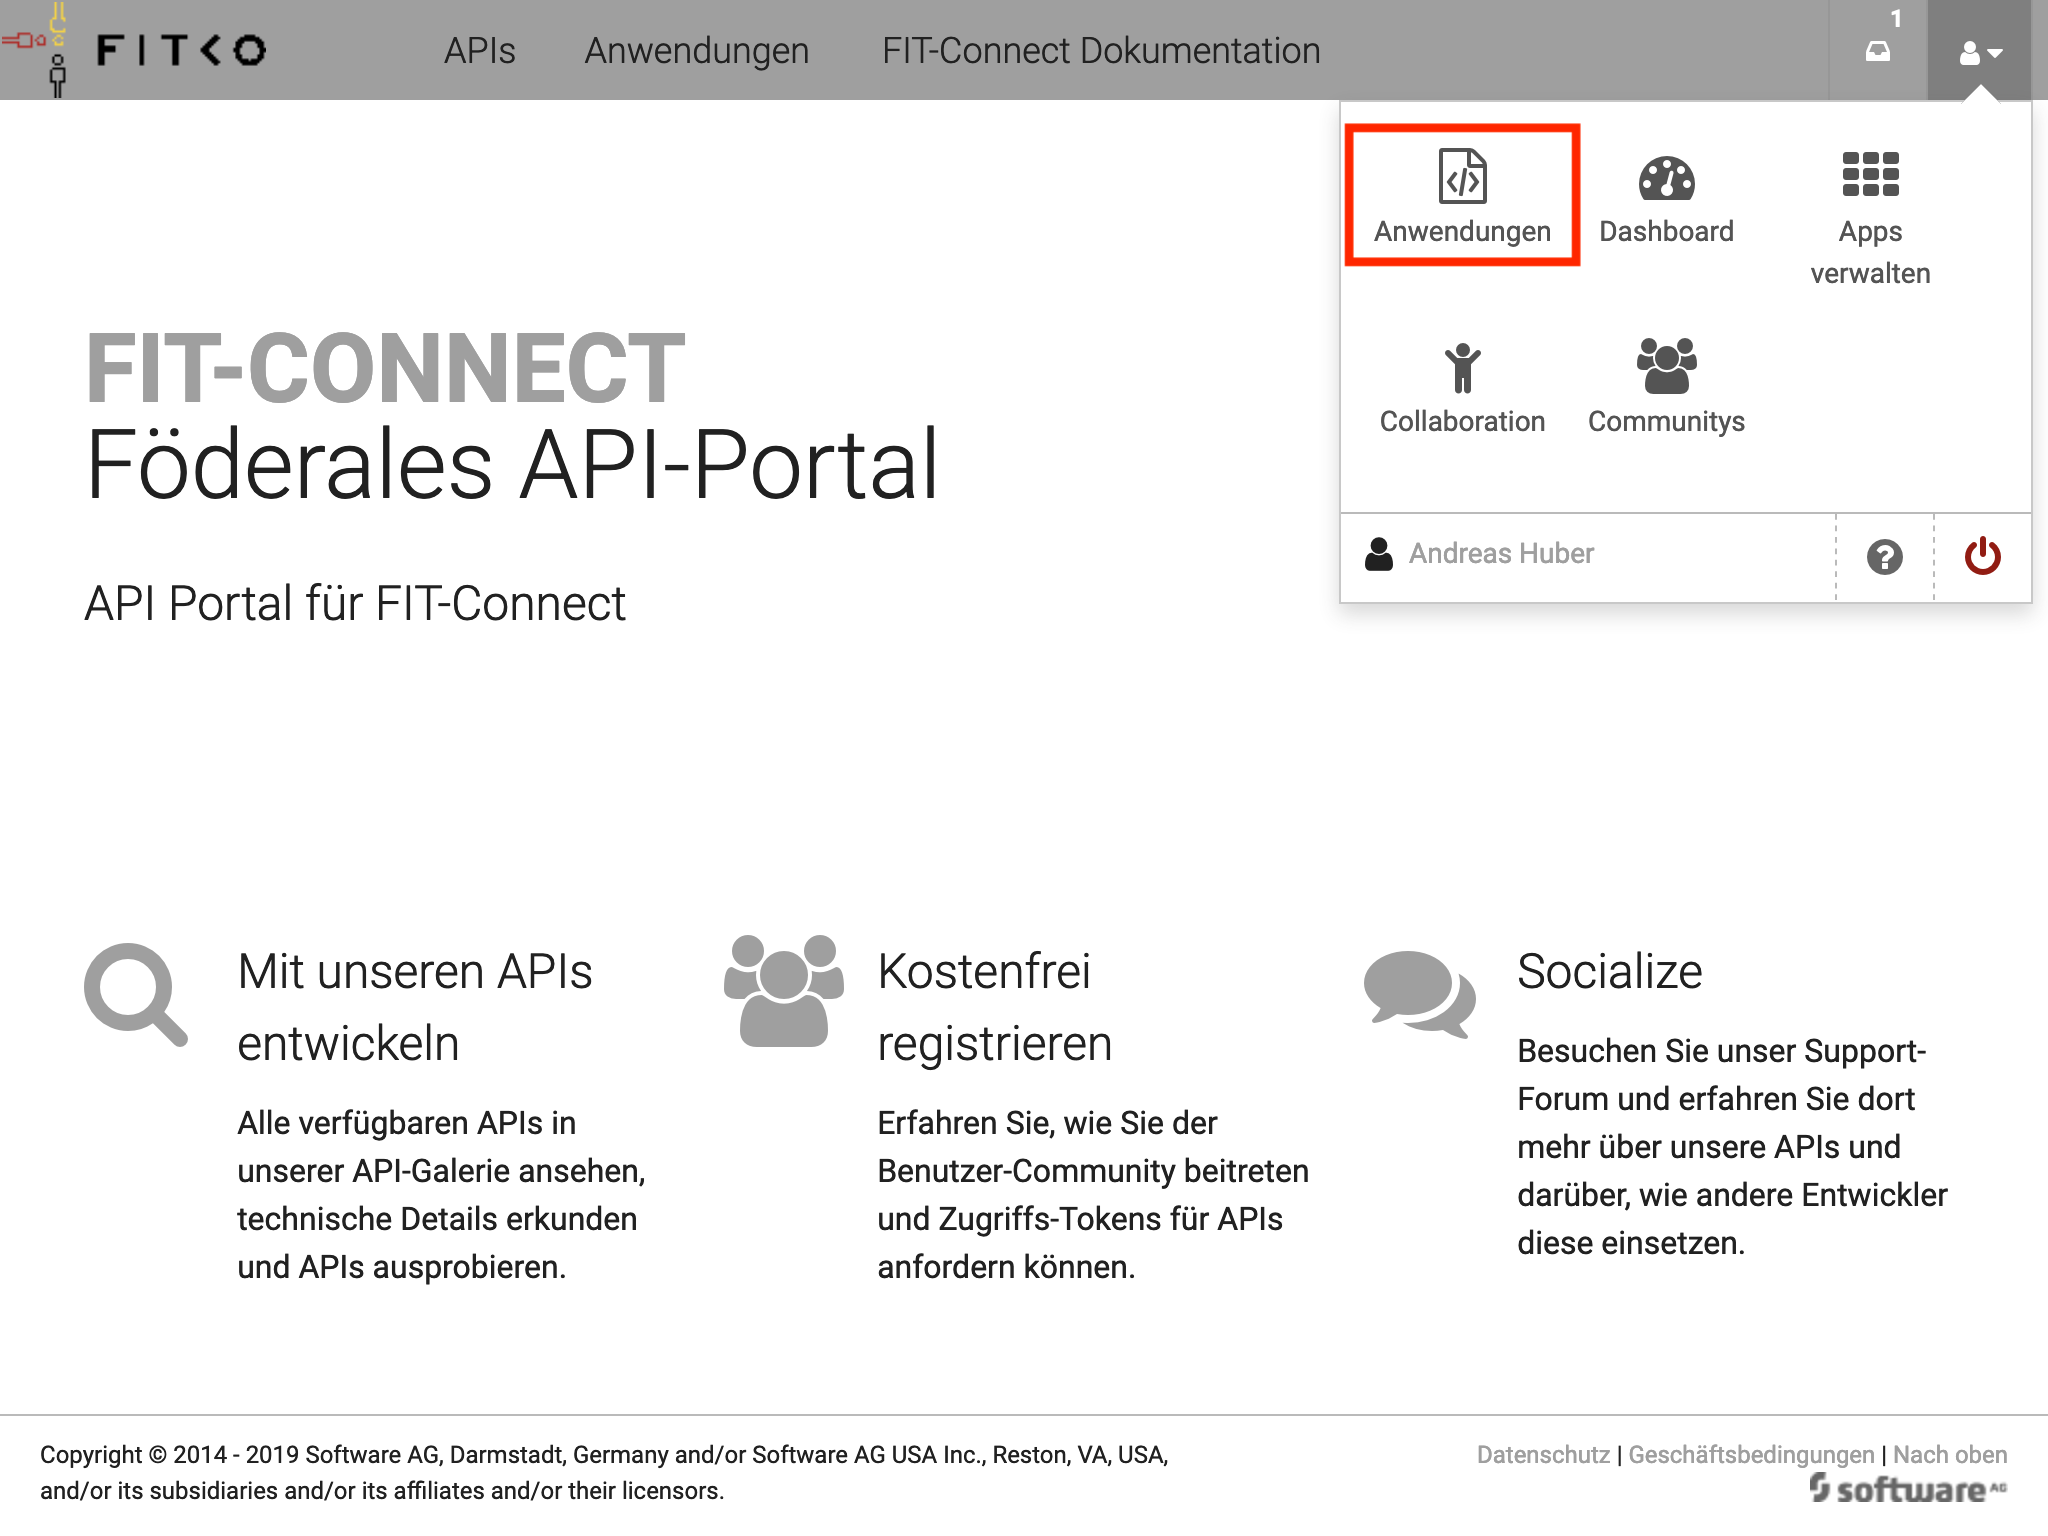 FITKO
APIs
Anwendungen
FIT-Connect Dokumentation
1
Anwendungen
Dashboard
Apps
verwalten
Collaboration
Communitys
Andreas Huber
FIT-CONNECT
Föderales API-Portal
API Portal für FIT-Connect
Mit unseren APIs
entwickeln
Alle verfügbaren APIs in
unserer API-Galerie ansehen,
technische Details erkunden
und APIs ausprobieren.
Kostenfrei
registrieren
Erfahren Sie, wie Sie der
Benutzer-Community beitreten
und Zugriffs-Tokens für APIs
anfordern können.
Socialize
Besuchen Sie unser Support-
Forum und erfahren Sie dort
mehr über unsere APIs und
darüber, wie andere Entwickler
diese einsetzen.
Copyright © 2014 - 2019 Software AG, Darmstadt, Germany and/or Software AG USA Inc., Reston, VA, USA,
and/or its subsidiaries and/or its affiliates and/or their licensors.
Datenschutz | Geschäftsbedingungen | Nach oben
software AG